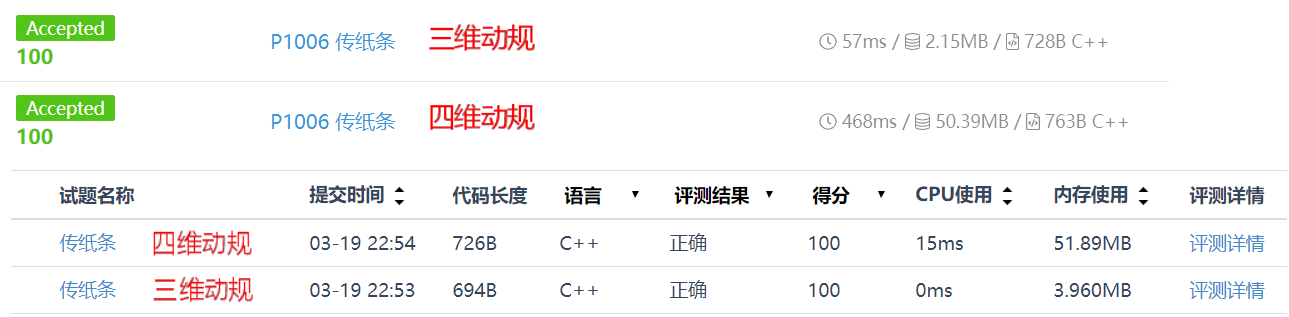 Accepted
100 P1006 传纸条 三维动规 57ms / 2.15MB / 728B C++
Accepted
100 P1006 传纸条 四维动规 468ms / 50.39MB / 763B C++
试题名称 提交时间 代码长度 语言 评测结果 得分 CPU使用 内存使用 评测详情
传纸条 四维动规 03-19 22:54 726B C++ 正确 100 15ms 51.89MB 评测详情
传纸条 三维动规 03-19 22:53 694B C++ 正确 100 0ms 3.960MB 评测详情